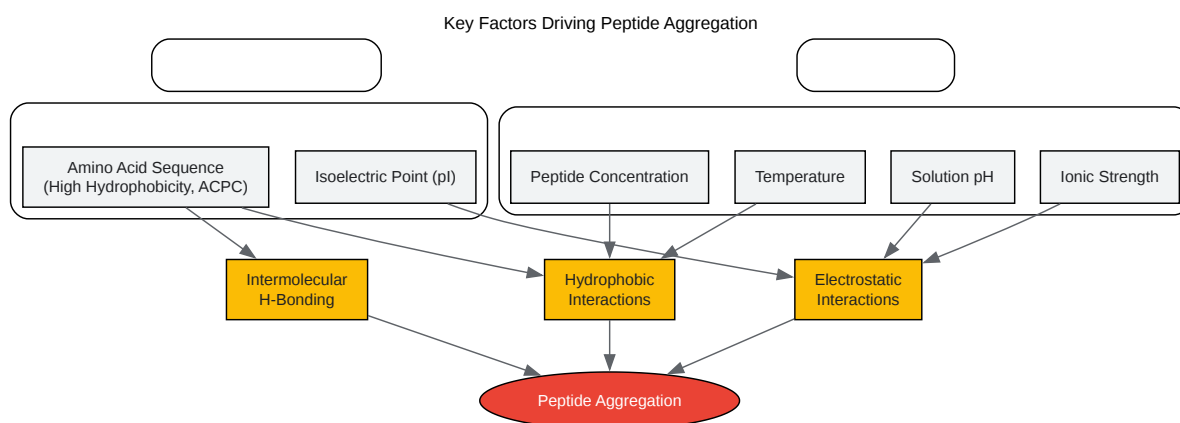 Key Factors Driving Peptide Aggregation
Amino Acid Sequence
(High Hydrophobicity, ACPC)
Isoelectric Point (pI)
Peptide Concentration
Temperature
Solution pH
Ionic Strength
Intermolecular
H-Bonding
Hydrophobic
Interactions
Electrostatic
Interactions
Peptide Aggregation